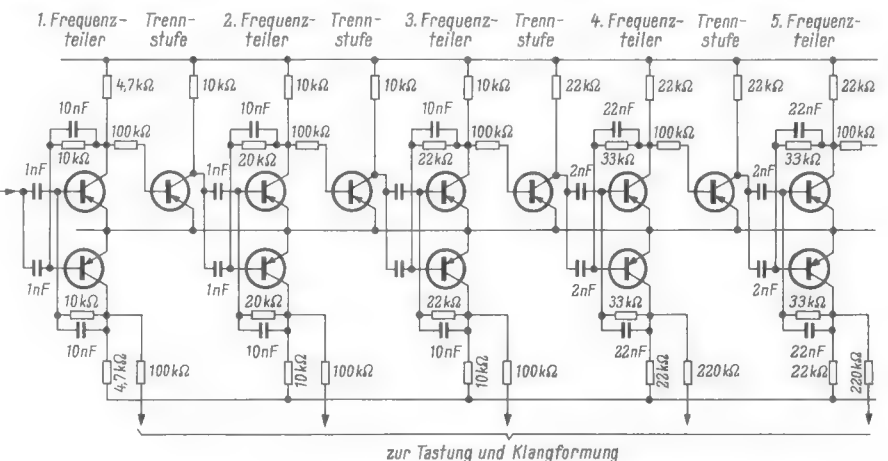 1. Frequenz-
teiler
Trenn-
stufe
2. Frequenz-
teiler
Trenn-
stufe
3. Frequenz-
teiler
Trenn-
stufe
4. Frequenz-
teiler
Trenn-
stufe
5. Frequenz-
teiler
4,7kΩ
10kΩ
10kΩ
10kΩ
10kΩ
22kΩ
22kΩ
22kΩ
22kΩ
10nF
10nF
10nF
22nF
22nF
100kΩ
100kΩ
100kΩ
100kΩ
100kΩ
10kΩ
20kΩ
22kΩ
33kΩ
33kΩ
1nF
1nF
2nF
2nF
1nF
1nF
2nF
2nF
10kΩ
20kΩ
22kΩ
33kΩ
33kΩ
10nF
10nF
10nF
22nF
22nF
4,7kΩ
100kΩ
10kΩ
100kΩ
10kΩ
100kΩ
22kΩ
220kΩ
22kΩ
220kΩ
zur Tastung und Klangformung